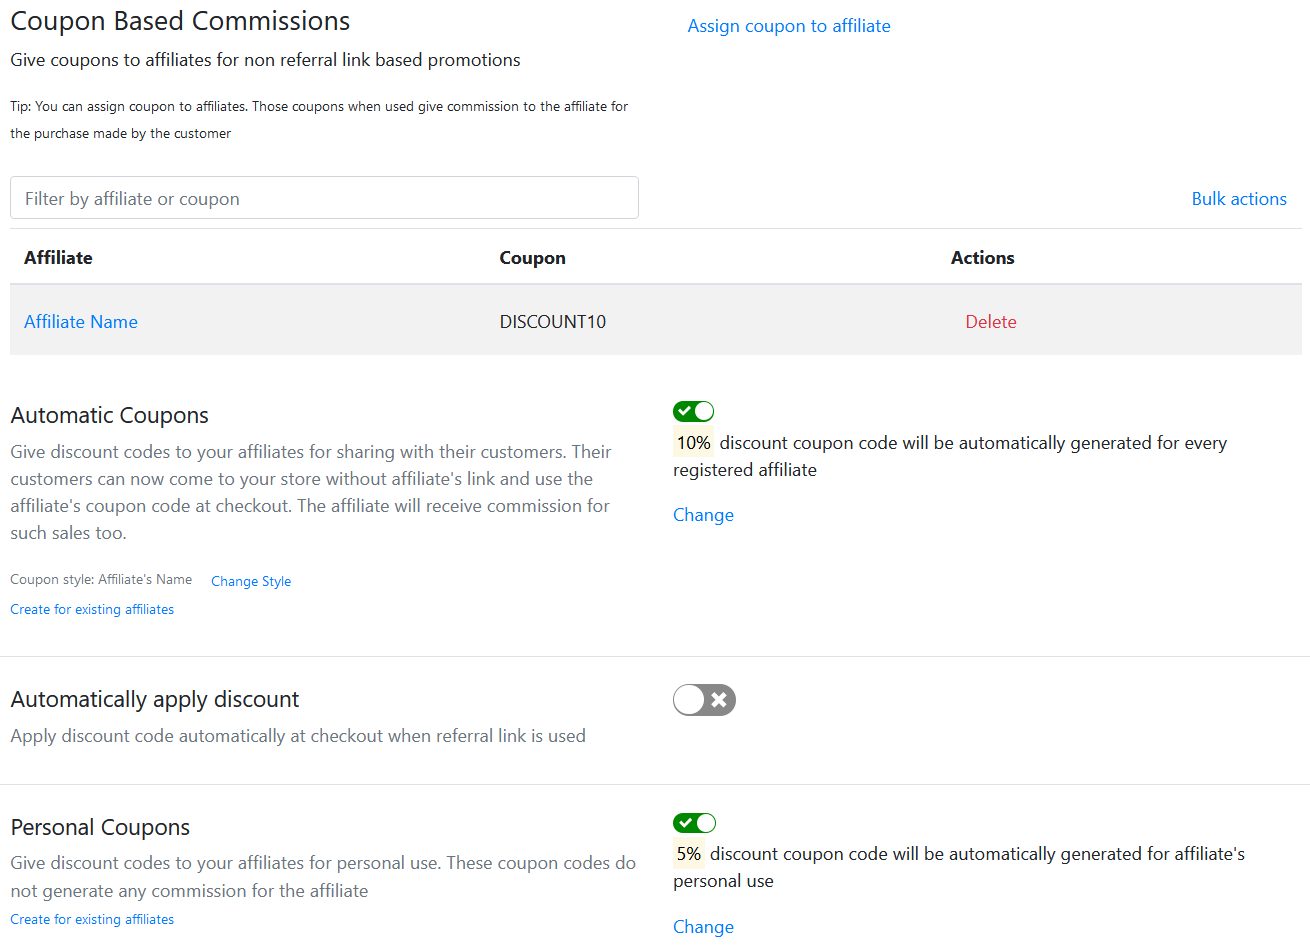 Coupon Based Commissions
Assign coupon to affiliate
Give coupons to affiliates for non referral link based promotions
Tip: You can assign coupon to affiliates. Those coupons when used give commission to the affiliate for
the purchase made by the customer
Filter by affiliate or coupon
Bulk actions
Affiliate Coupon Actions
Affiliate Name DISCOUNT10 Delete
Automatic Coupons
Give discount codes to your affiliates for sharing with their customers. Their
customers can now come to your store without affiliate's link and use the
affiliate's coupon code at checkout. The affiliate will receive commission for
such sales too.
Coupon style: Affiliate's Name Change Style
Create for existing affiliates
10% discount coupon code will be automatically generated for every
registered affiliate
Change
Automatically apply discount
Apply discount code automatically at checkout when referral link is used
Personal Coupons
Give discount codes to your affiliates for personal use. These coupon codes do
not generate any commission for the affiliate
Create for existing affiliates
5% discount coupon code will be automatically generated for affiliate's
personal use
Change